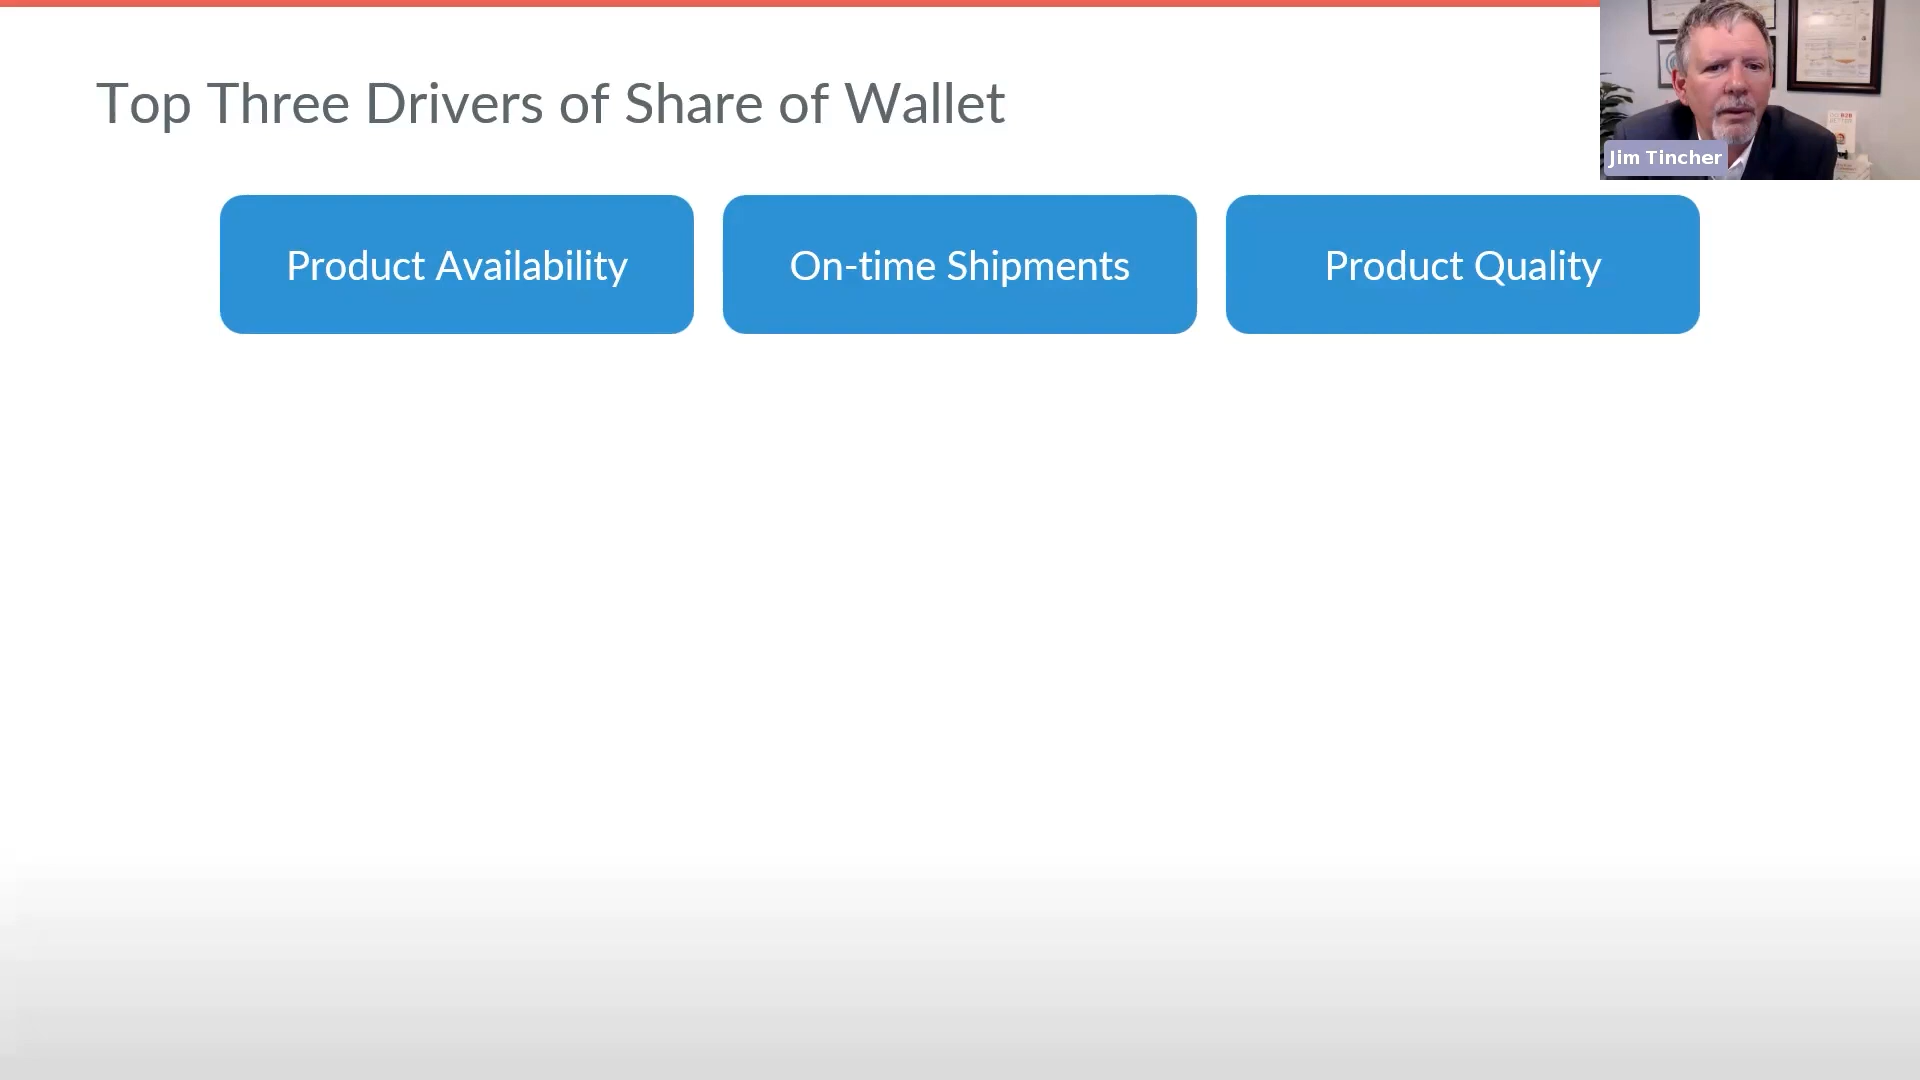 Top Three Drivers of Share of Wallet
Jim Tincher
Product Availability
On-time Shipments
Product Quality